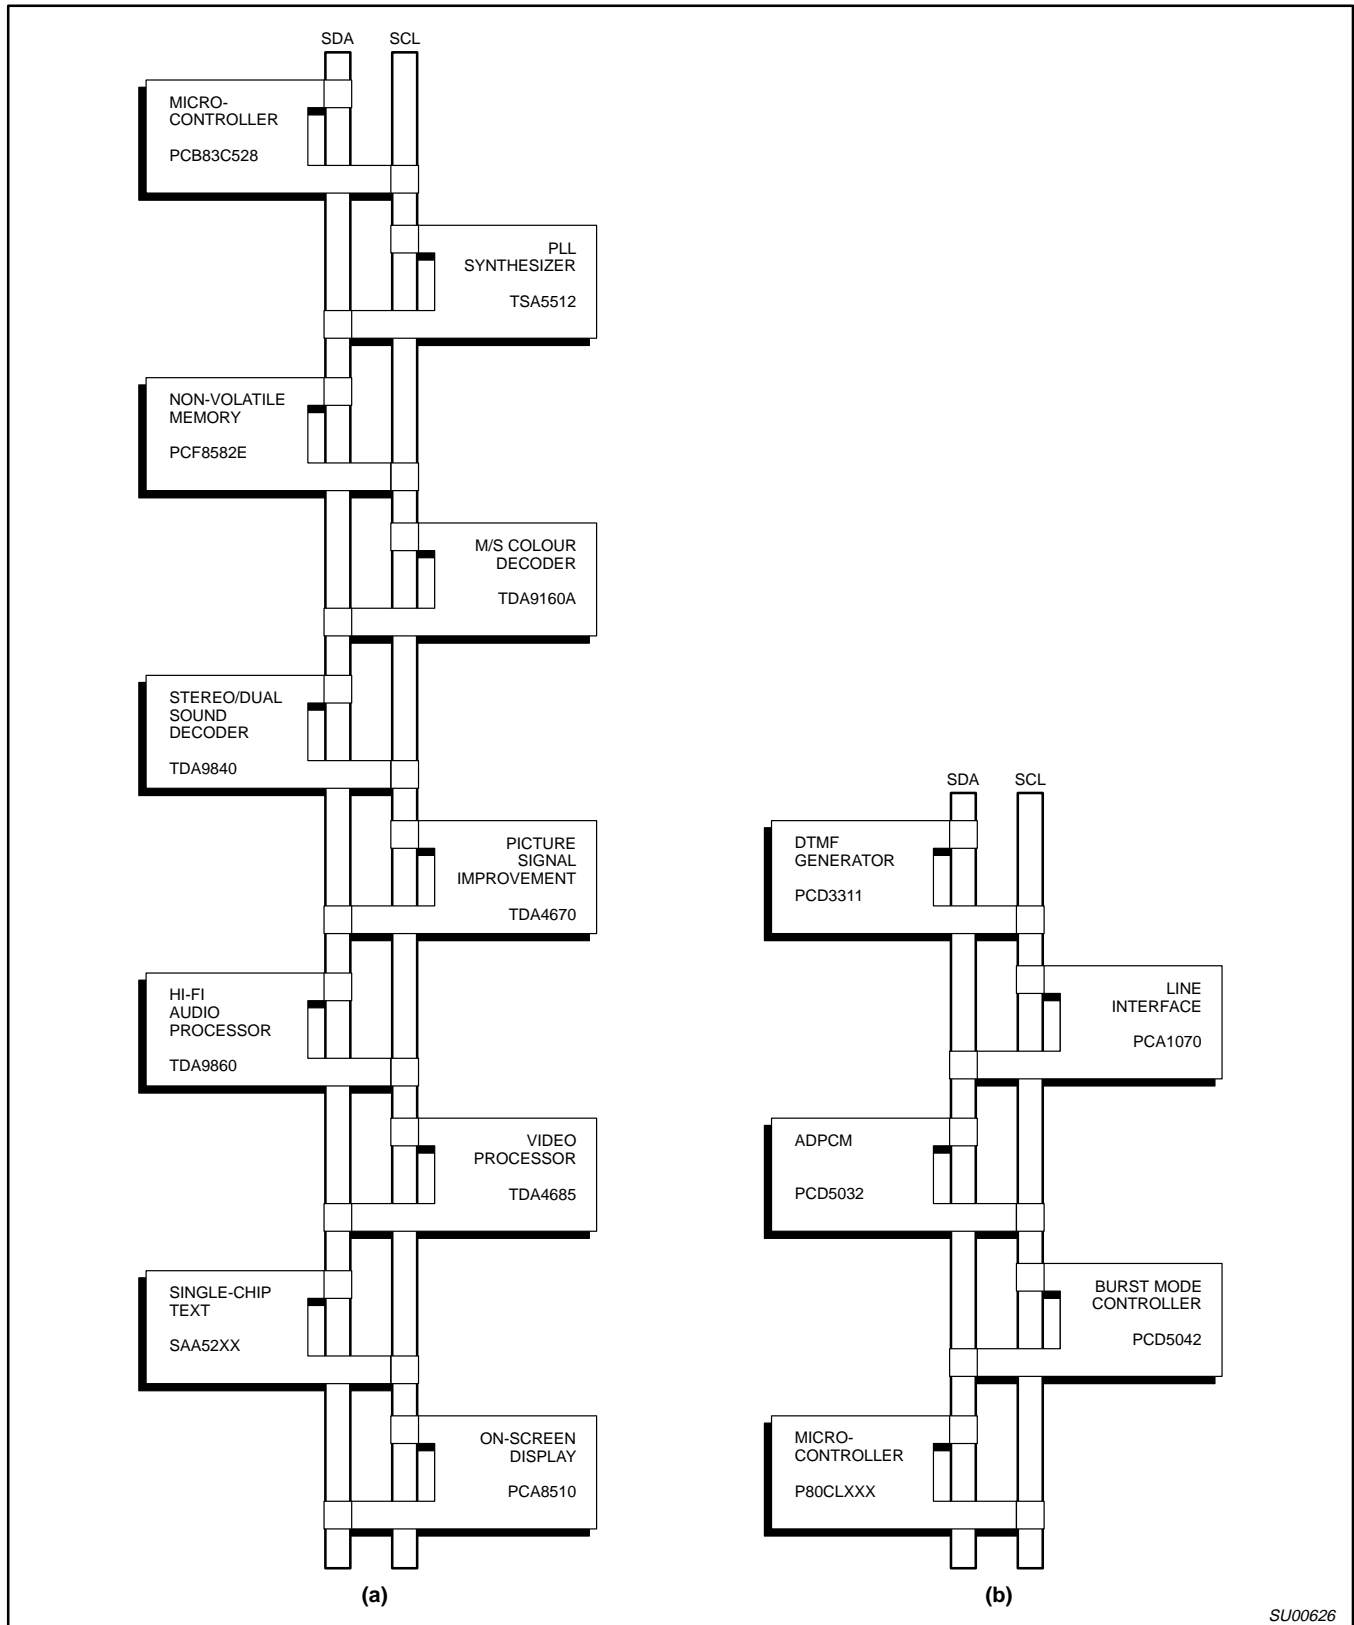 SDA SCL
MICRO-
CONTROLLER
PCB83C528
PLL
SYNTHESIZER
TSA5512
NON-VOLATILE
MEMORY
PCF8582E
M/S COLOUR
DECODER
TDA9160A
STEREO/DUAL
SOUND
DECODER
TDA9840
PICTURE
SIGNAL
IMPROVEMENT
TDA4670
HI-FI
AUDIO
PROCESSOR
TDA9860
VIDEO
PROCESSOR
TDA4685
SINGLE-CHIP
TEXT
SAA52XX
ON-SCREEN
DISPLAY
PCA8510
(a)
SDA SCL
DTMF
GENERATOR
PCD3311
LINE
INTERFACE
PCA1070
ADPCM
PCD5032
BURST MODE
CONTROLLER
PCD5042
MICRO-
CONTROLLER
P80CLXXX
(b)
SU00626